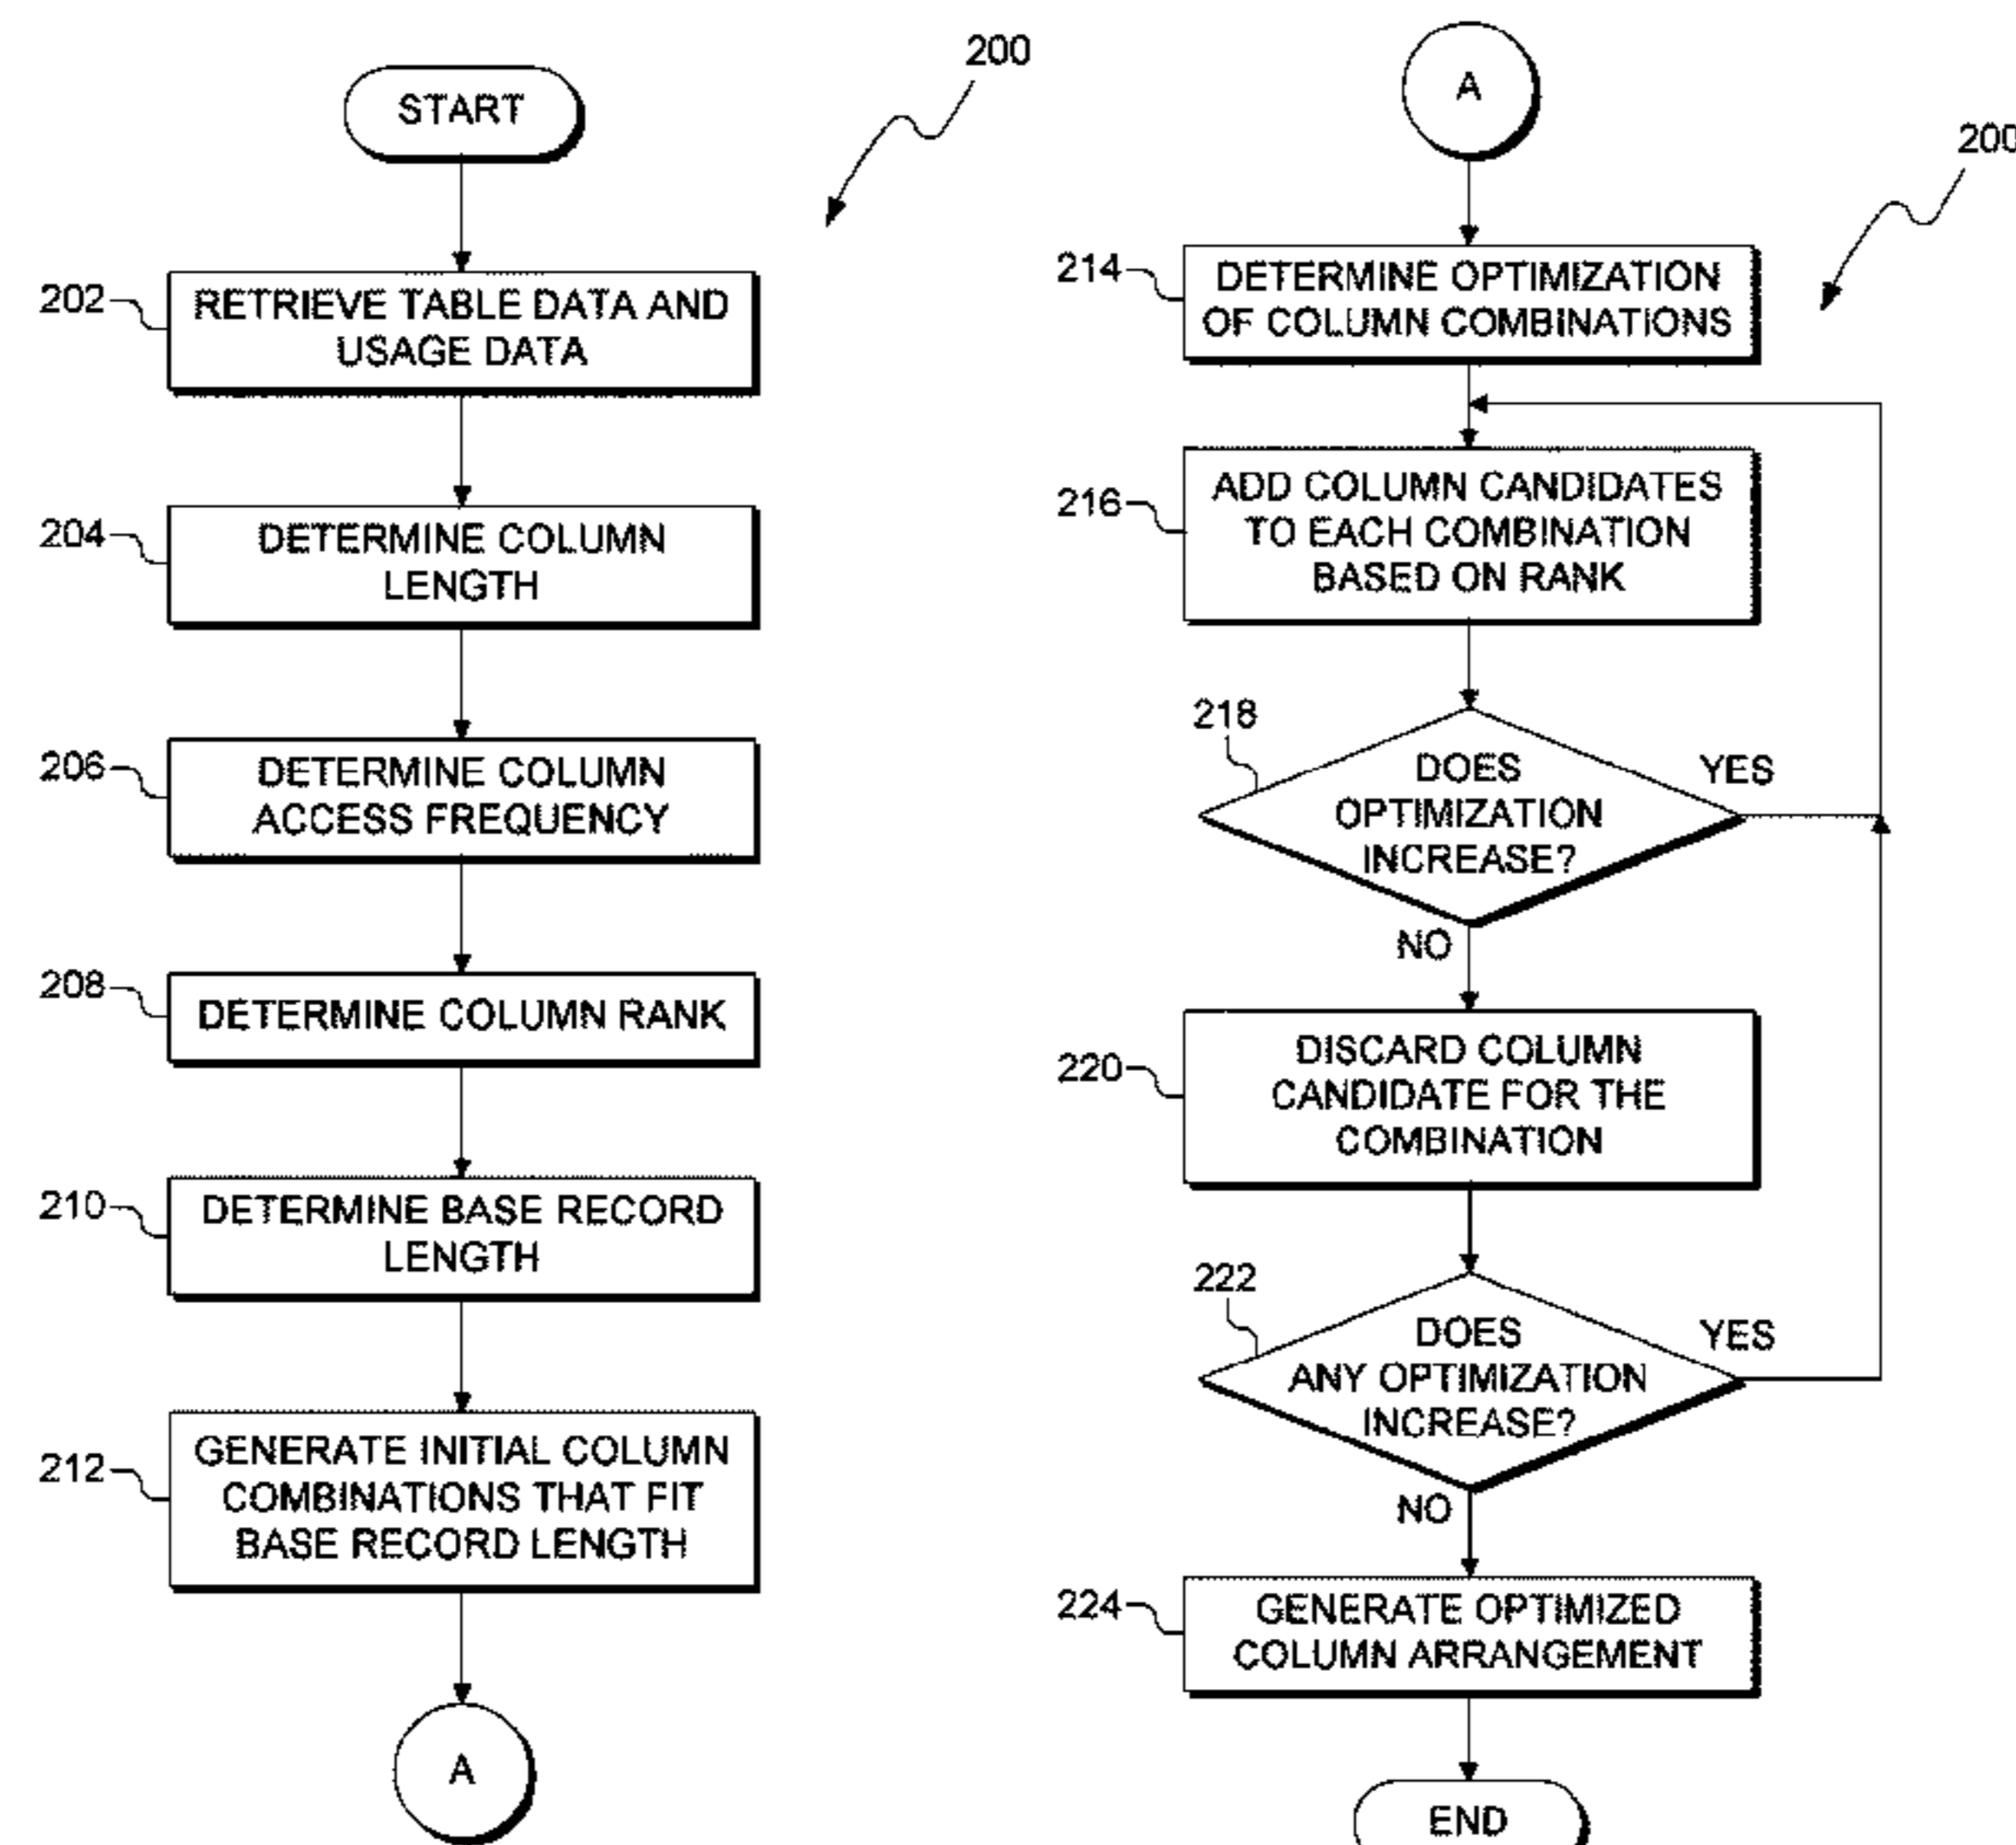 START
200
202
RETRIEVE TABLE DATA AND
USAGE DATA
204
DETERMINE COLUMN
LENGTH
206
DETERMINE COLUMN
ACCESS FREQUENCY
208
DETERMINE COLUMN RANK
210
DETERMINE BASE RECORD
LENGTH
212
GENERATE INITIAL COLUMN
COMBINATIONS THAT FIT
BASE RECORD LENGTH
A
A
200
214
DETERMINE OPTIMIZATION
OF COLUMN COMBINATIONS
216
ADD COLUMN CANDIDATES
TO EACH COMBINATION
BASED ON RANK
218
DOES
OPTIMIZATION
INCREASE?
YES
NO
220
DISCARD COLUMN
CANDIDATE FOR THE
COMBINATION
222
DOES
ANY OPTIMIZATION
INCREASE?
YES
NO
224
GENERATE OPTIMIZED
COLUMN ARRANGEMENT
END